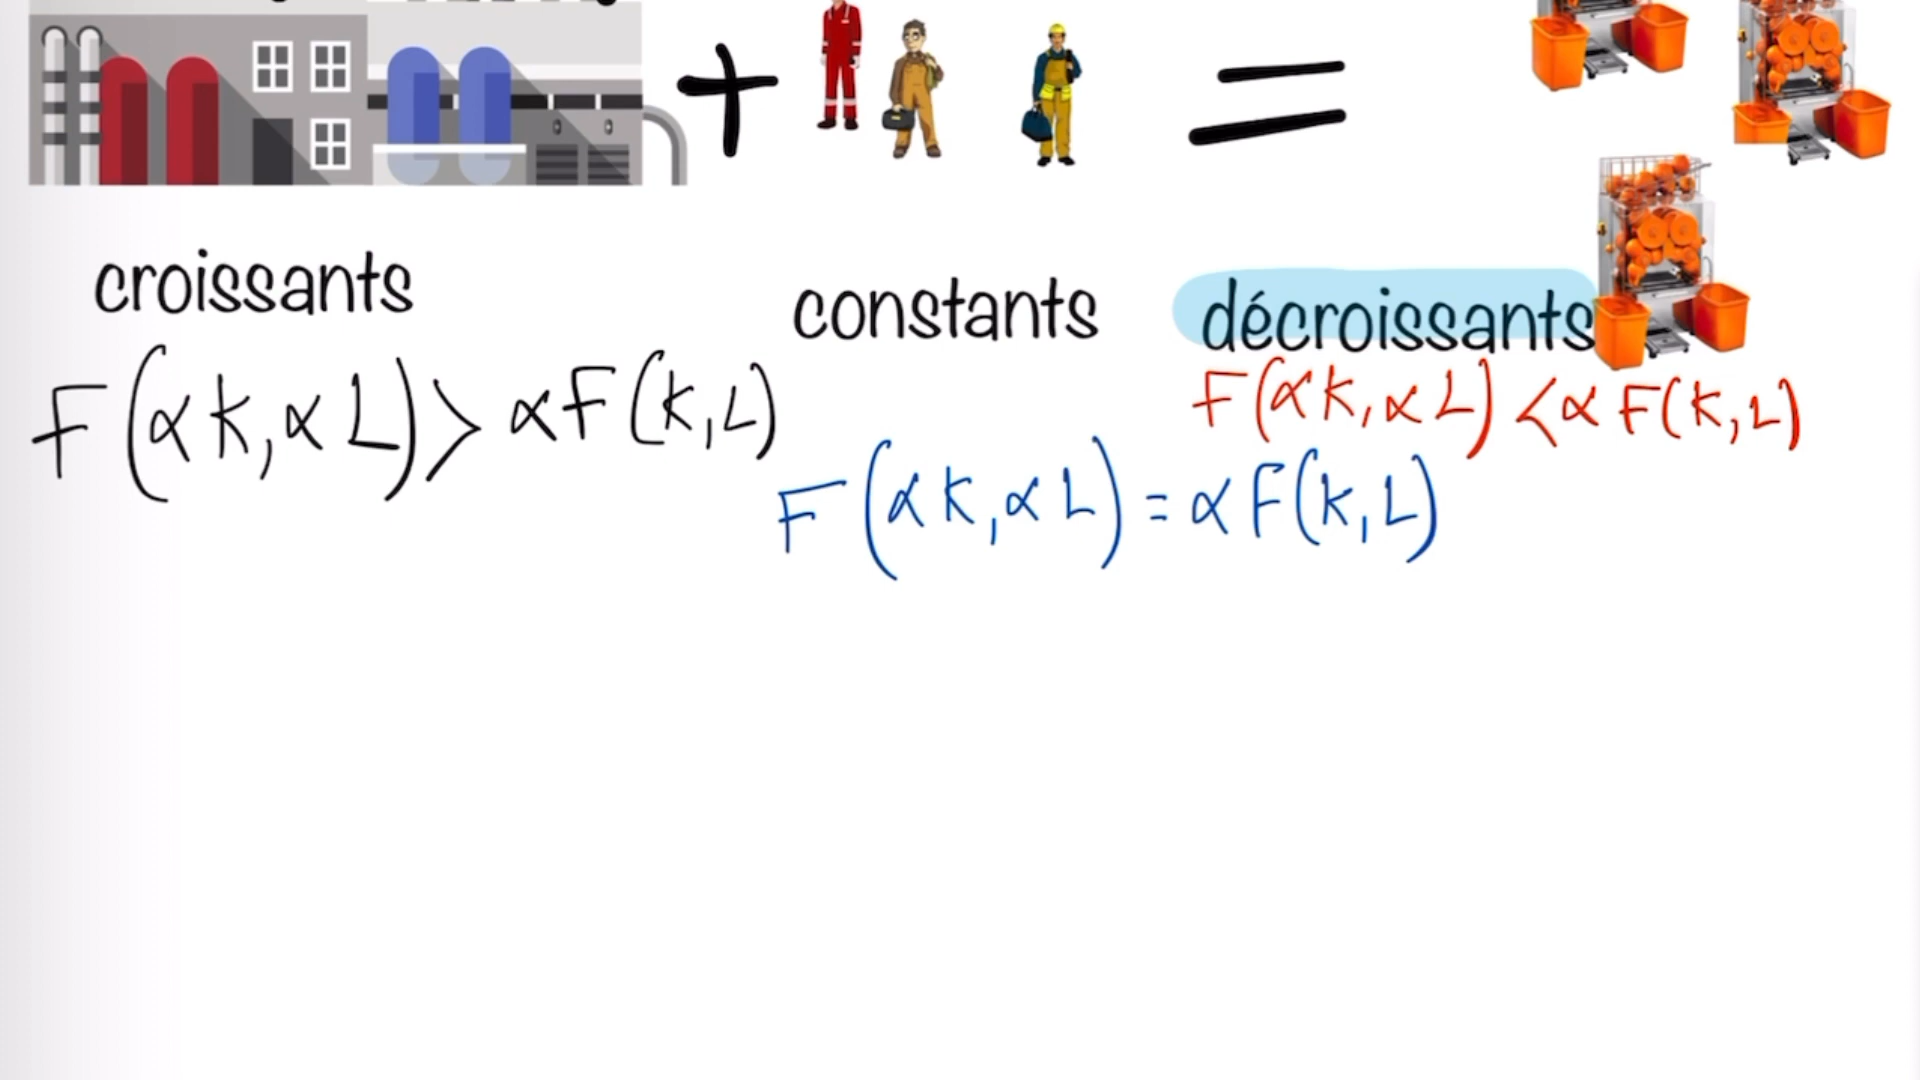 croissants
constants
décroissants
F(αK,αL)>αF(K,L)
F(αK,αL)<αF(K,L)
F(αK,αL)=αF(K,L)